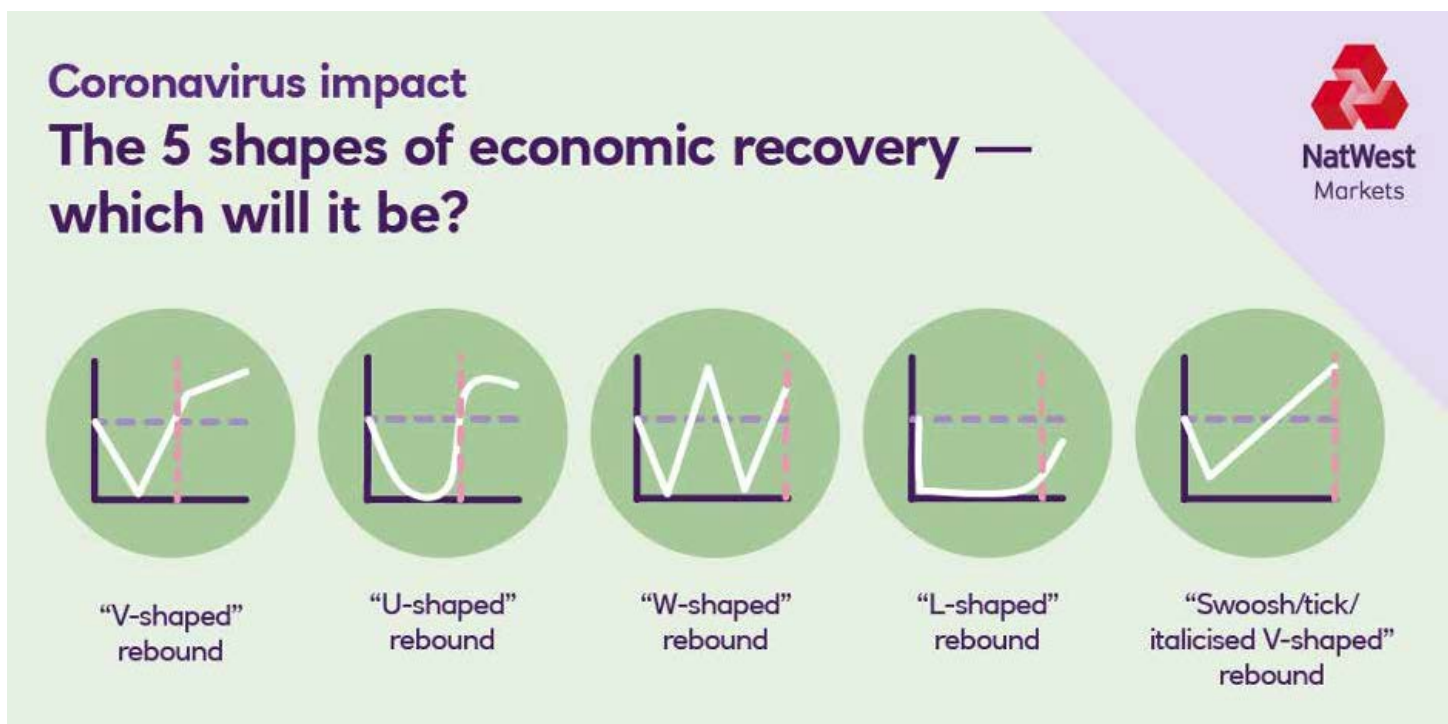 Coronavirus impact
The 5 shapes of economic recovery —
which will it be?
NatWest
Markets
“V-shaped”
rebound
“U-shaped”
rebound
“W-shaped”
rebound
“L-shaped”
rebound
“Swoosh/tick/
italicised V-shaped”
rebound